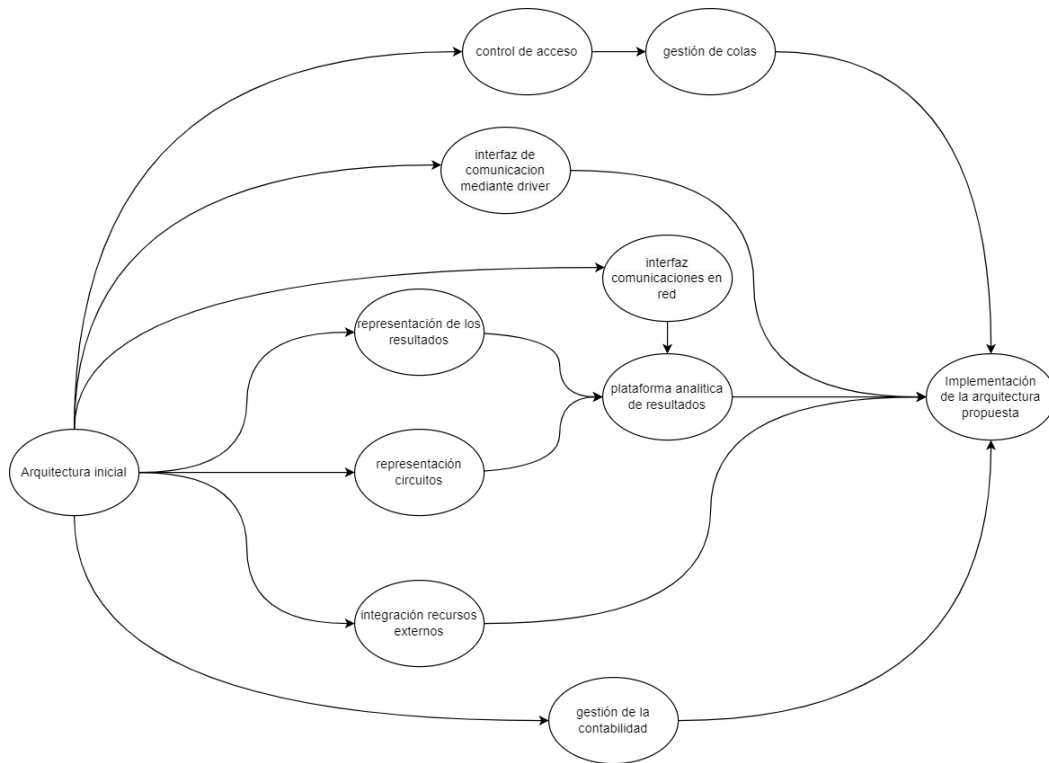 control de acceso
gestión de colas
interfaz de
comunicacion
mediante driver
interfaz
comunicaciones en
red
representación de los
resultados
plataforma analitica
de resultados
Implementación
de la arquitectura
propuesta
Arquitectura inicial
representación
circuitos
integración recursos
externos
gestión de la
contabilidad